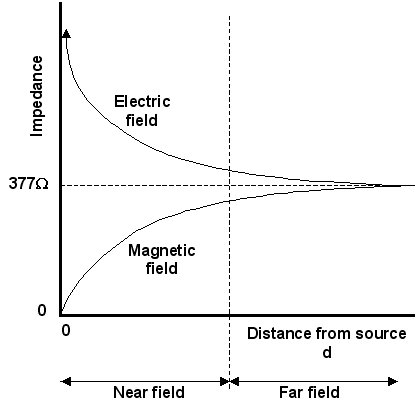 Impedance
Electric
field
377Ω
Magnetic
field
0
0
Distance from source
d
Near field
Far field